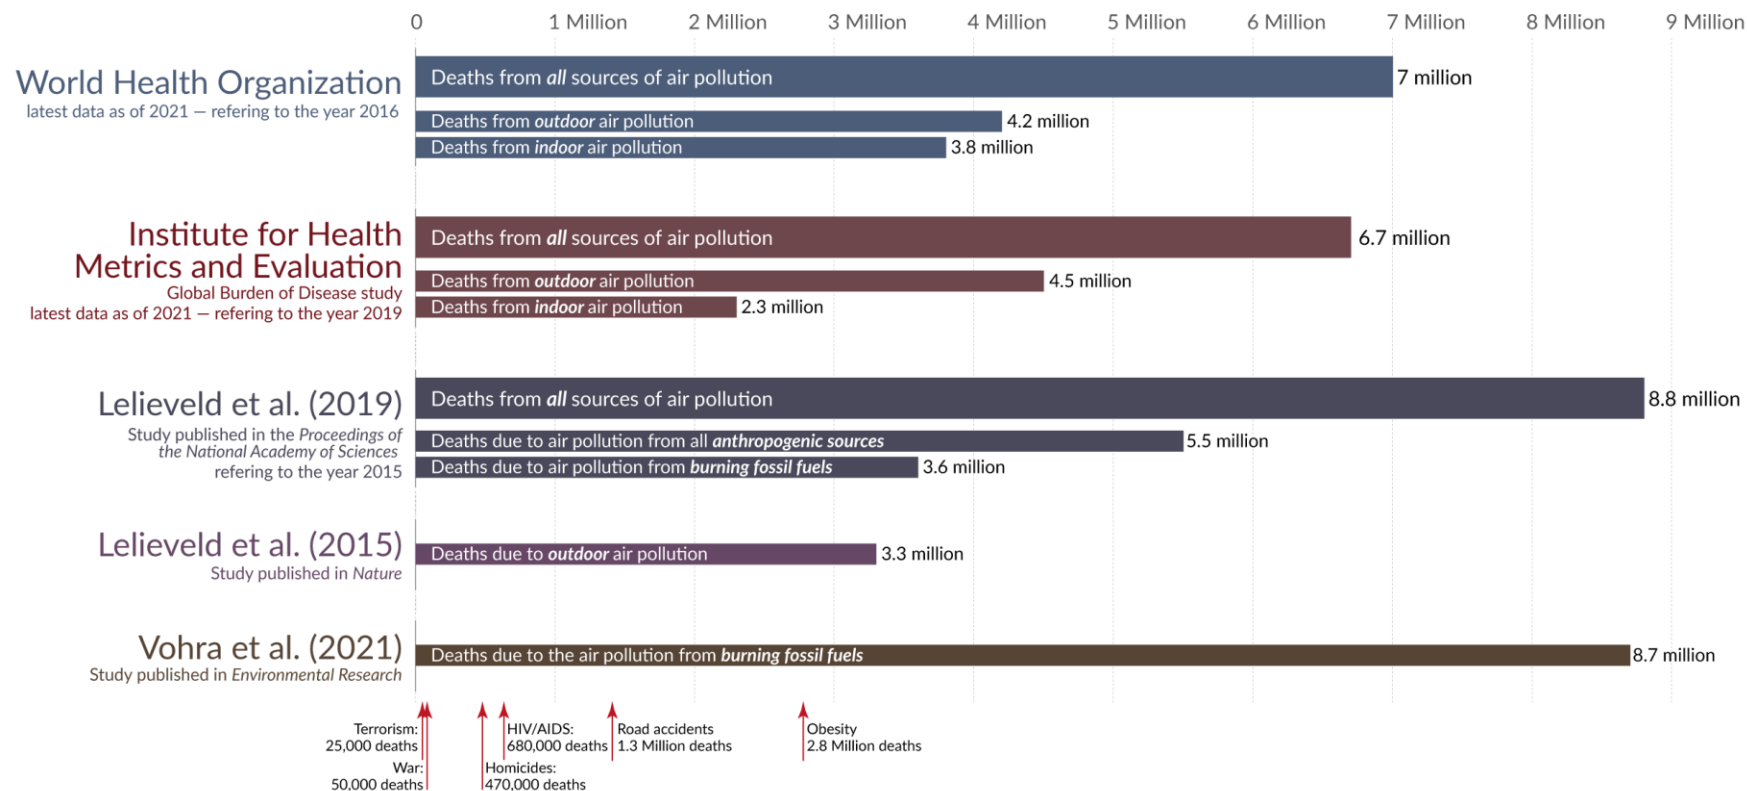 0 1 Million 2 Million 3 Million 4 Million 5 Million 6 Million 7 Million 8 Million 9 Million
World Health Organization
latest data as of 2021 — refering to the year 2016
Deaths from all sources of air pollution 7 million
Deaths from outdoor air pollution 4.2 million
Deaths from indoor air pollution 3.8 million
Institute for Health
Metrics and Evaluation
Global Burden of Disease study
latest data as of 2021 — refering to the year 2019
Deaths from all sources of air pollution 6.7 million
Deaths from outdoor air pollution 4.5 million
Deaths from indoor air pollution 2.3 million
Lelieveld et al. (2019)
Study published in the Proceedings of
the National Academy of Sciences
refering to the year 2015
Deaths from all sources of air pollution 8.8 million
Deaths due to air pollution from all anthropogenic sources 5.5 million
Deaths due to air pollution from burning fossil fuels 3.6 million
Lelieveld et al. (2015)
Study published in Nature
Deaths due to outdoor air pollution 3.3 million
Vohra et al. (2021)
Study published in Environmental Research
Deaths due to the air pollution from burning fossil fuels 8.7 million
Terrorism:
25,000 deaths
War:
50,000 deaths
Homicides:
470,000 deaths
HIV/AIDS:
680,000 deaths
Road accidents
1.3 Million deaths
Obesity
2.8 Million deaths